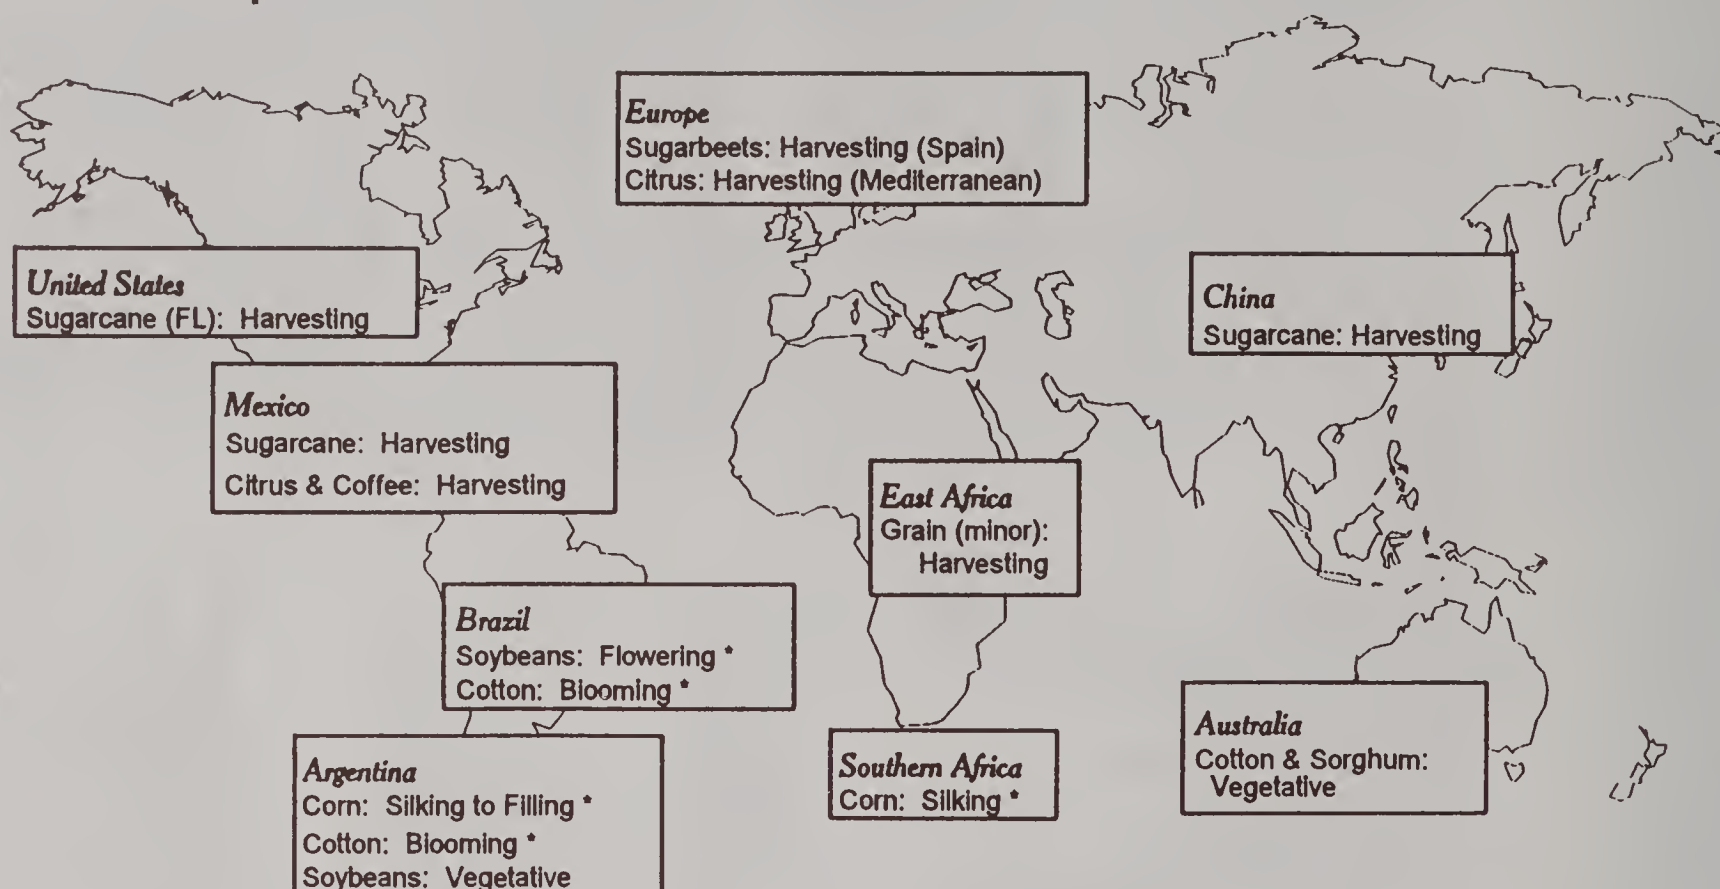 Europe
Sugarbeets: Harvesting (Spain)
Citrus: Harvesting (Mediterranean)
United States
Sugarcane (FL): Harvesting
China
Sugarcane: Harvesting
Mexico
Sugarcane: Harvesting
Citrus & Coffee: Harvesting
East Africa
Grain (minor):
Harvesting
Brazil
Soybeans: Flowering *
Cotton: Blooming *
Australia
Cotton & Sorghum:
Vegetative
Southern Africa
Corn: Silking *
Argentina
Corn: Silking to Filling *
Cotton: Blooming *
Soybeans: Vegetative